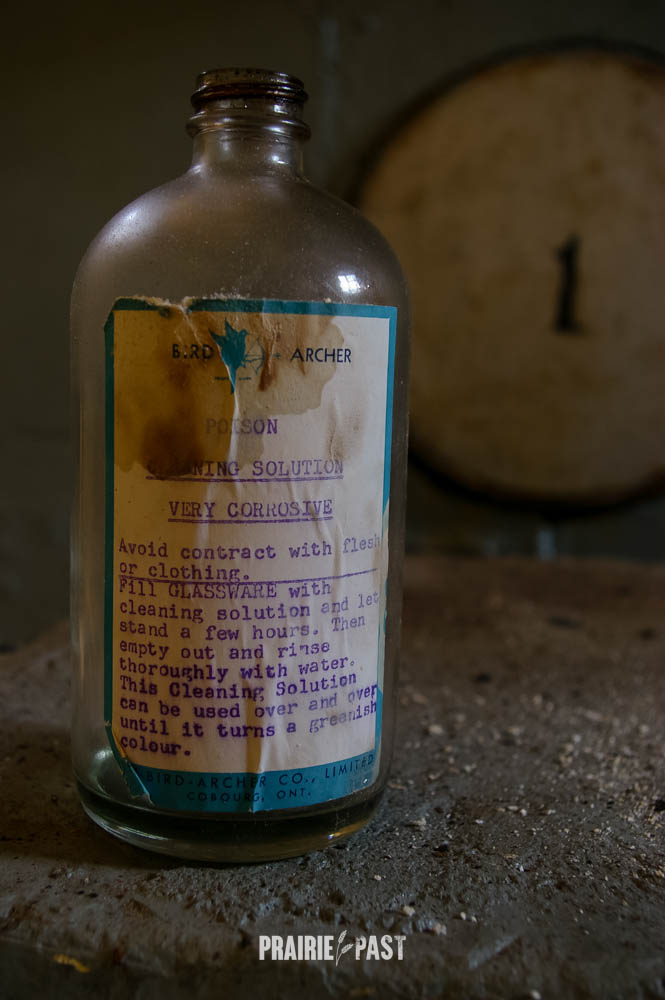 BIRD ARCHER
POISON
CLEANING SOLUTION
VERY CORROSIVE
Avoid contract with flesh
or clothing.
Fill GLASSWARE with
cleaning solution and let
stand a few hours. Then
empty out and rinse
thoroughly with water.
This Cleaning Solution
can be used over and over
until it turns a greenish
colour.
BIRD-ARCHER CO., LIMITED
COBOURG, ONT.
1
PRAIRIE PAST